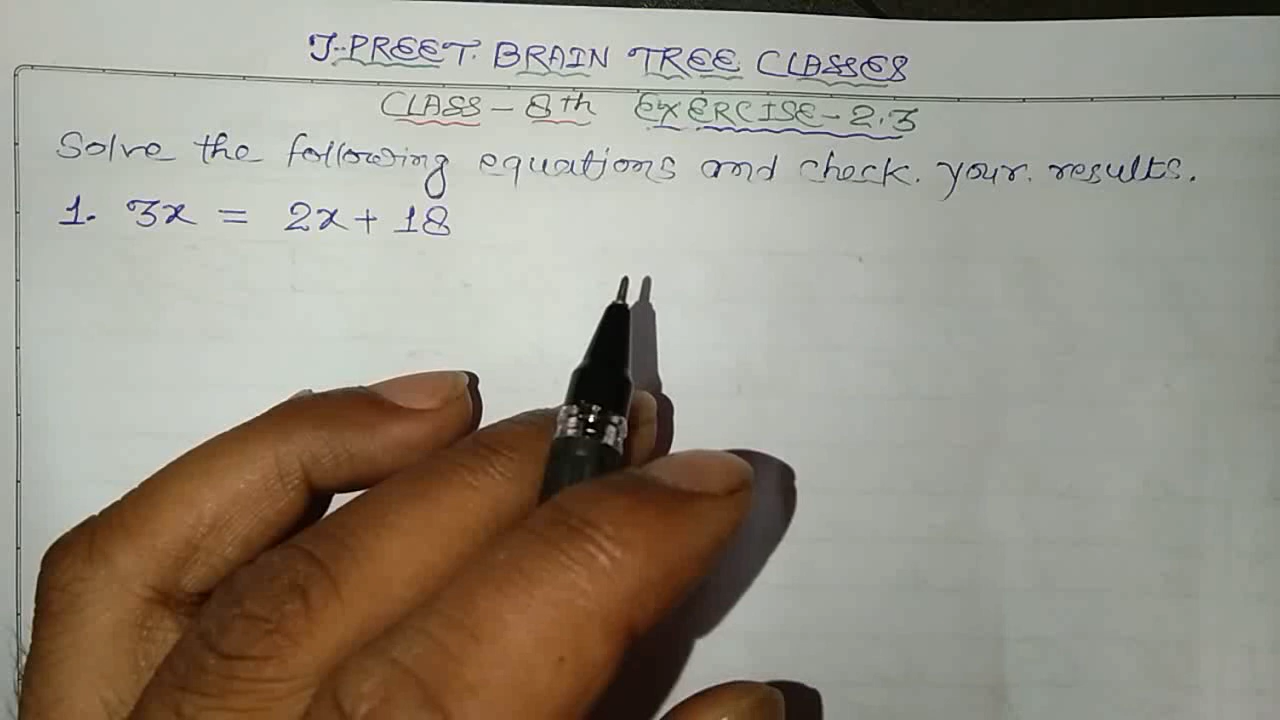 J.PREET. BRAIN TREE CLASSES
CLASS - 8th EXERCISE - 2.3
Solve the following equations and check. your. results.
1. 3x = 2x + 18